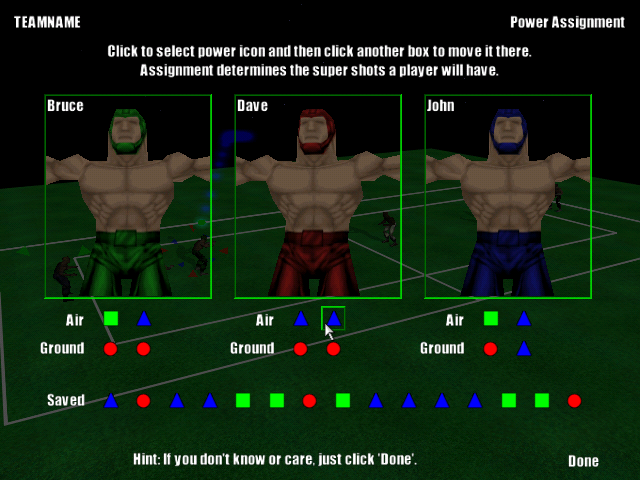 TEAMNAME
Power Assignment
Click to select power icon and then click another box to move it there.
Assignment determines the super shots a player will have.
Bruce
Dave
John
Air
Air
Air
Ground
Ground
Ground
Saved
Hint: If you don't know or care, just click 'Done'.
Done